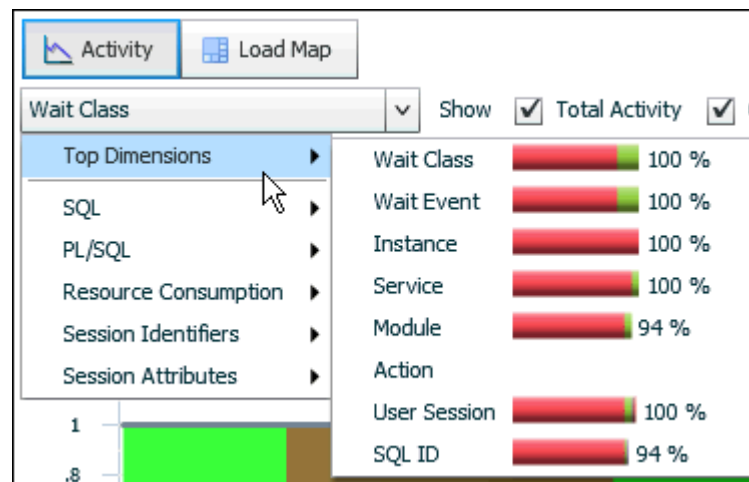 Activity Load Map
Wait Class Show Total Activity
Top Dimensions
SQL
PL/SQL
Resource Consumption
Session Identifiers
Session Attributes
Wait Class 100 %
Wait Event 100 %
Instance 100 %
Service 100 %
Module 94 %
Action
User Session 100 %
SQL ID 94 %
1
.8